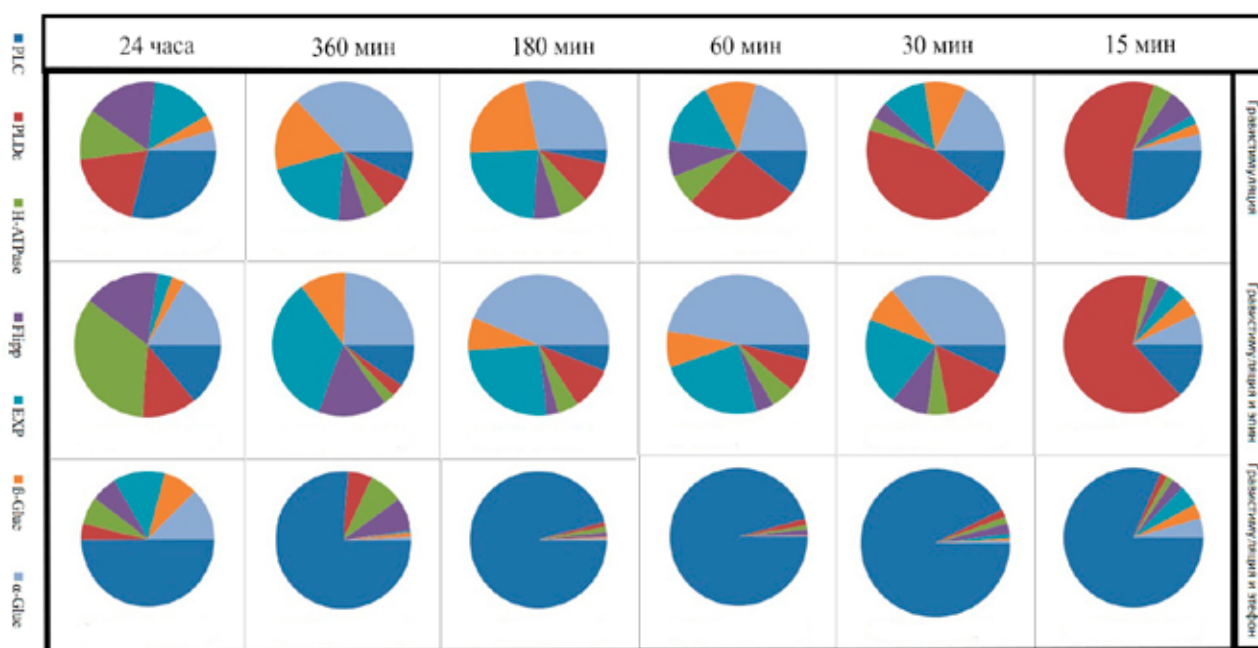 24 часа 360 мин 180 мин 60 мин 30 мин 15 мин
PLC
PLDc
H-ATPase
Flipp
EXP
β-Gluc
α-Gluc
Гравистимуляция
Гравистимуляция и эпин
Гравистимуляция и этефон